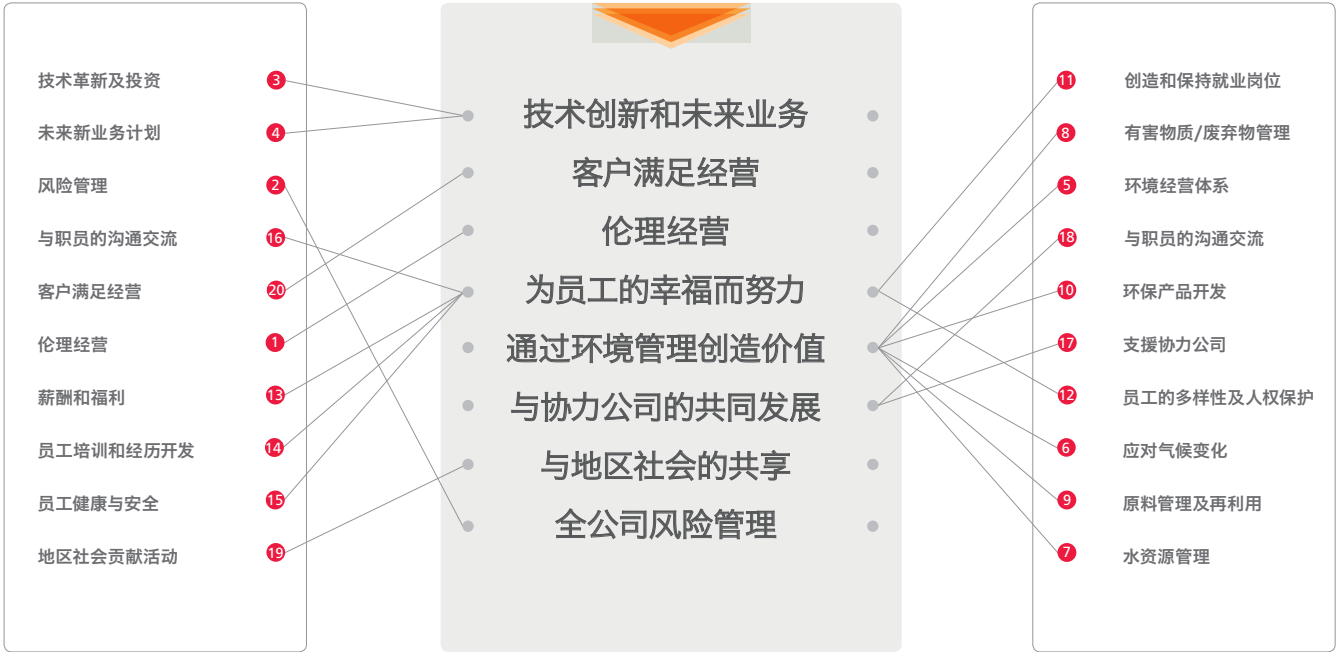 技术革新及投资 3
未来新业务计划 4
风险管理 2
与职员的沟通交流 16
客户满足经营 20
伦理经营 1
薪酬和福利 13
员工培训和经历开发 14
员工健康与安全 15
地区社会贡献活动 19
技术创新和未来业务
客户满足经营
伦理经营
为员工的幸福而努力
通过环境管理创造价值
与协力公司的共同发展
与地区社会的共享
全公司风险管理
11 创造和保持就业岗位
8 有害物质/废弃物管理
5 环境经营体系
18 与职员的沟通交流
10 环保产品开发
17 支援协力公司
12 员工的多样性及人权保护
6 应对气候变化
9 原料管理及再利用
7 水资源管理